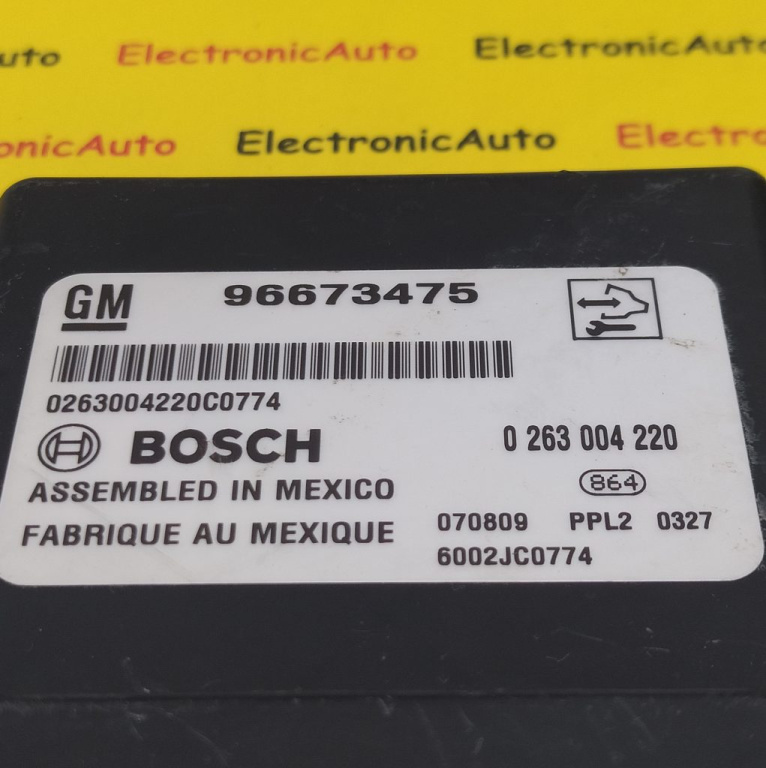 uto ElectronicAuto ElectronicAuto
onicAuto ElectronicAuto Electro
GM 96673475
0263004220C0774
BOSCH 0 263 004 220
ASSEMBLED IN MEXICO 864
FABRIQUE AU MEXIQUE 070809 PPL2 0327
6002JC0774